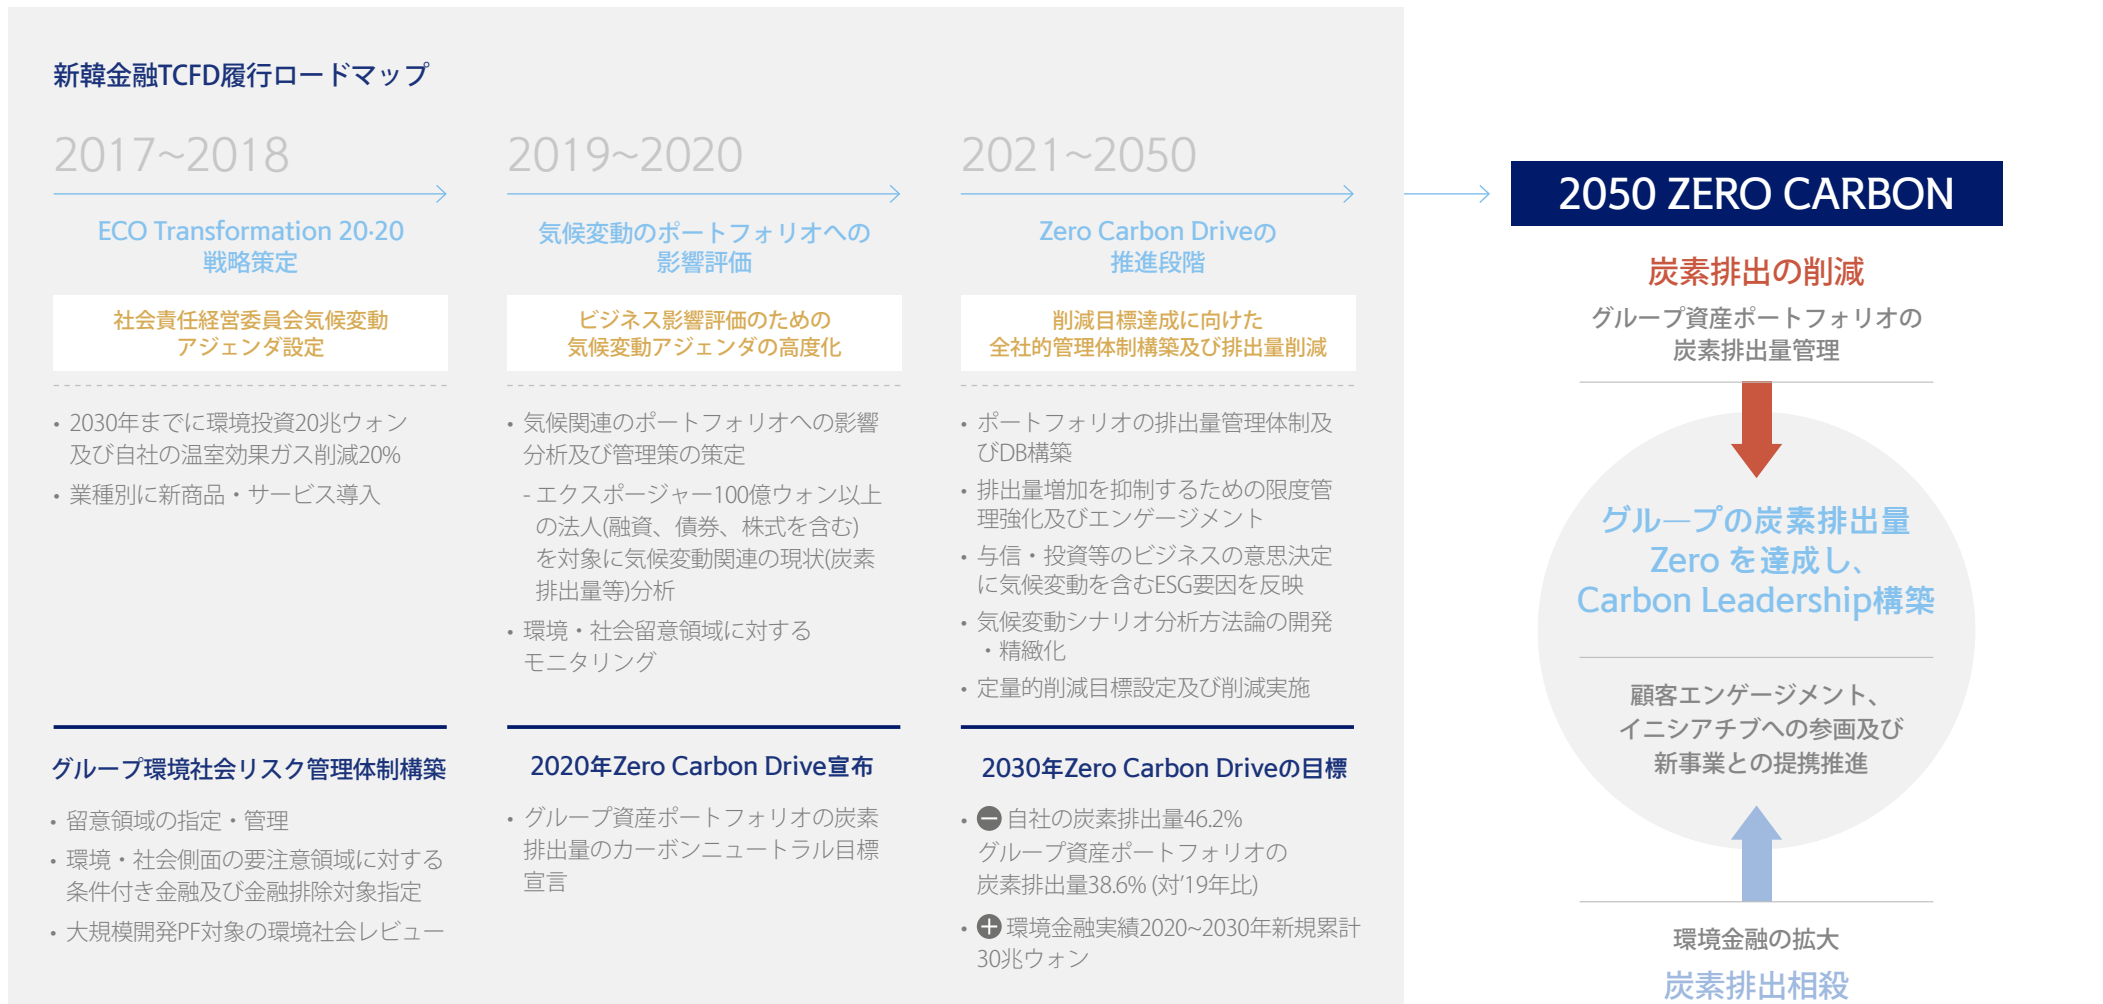 新韓金融TCFD履行ロードマップ
2017~2018
ECO Transformation 20·20
戦略策定
社会責任経営委員会気候変動
アジェンダ設定
• 2030年までに環境投資20兆ウォン
及び自社の温室効果ガス削減20%
• 業種別に新商品・サービス導入
グループ環境社会リスク管理体制構築
• 留意領域の指定・管理
• 環境・社会側面の要注意領域に対する
条件付き金融及び金融排除対象指定
• 大規模開発PF対象の環境社会レビュー
2019~2020
気候変動のポートフォリオへの
影響評価
ビジネス影響評価のための
気候変動アジェンダの高度化
• 気候関連のポートフォリオへの影響
分析及び管理策の策定
- エクスポージャー100億ウォン以上
の法人(融資、債券、株式を含む)
を対象に気候変動関連の現状(炭素
排出量等)分析
• 環境・社会留意領域に対する
モニタリング
2020年Zero Carbon Drive宣布
• グループ資産ポートフォリオの炭素
排出量のカーボンニュートラル目標
宣言
2021~2050
Zero Carbon Driveの
推進段階
削減目標達成に向けた
全社的管理体制構築及び排出量削減
• ポートフォリオの排出量管理体制及
びDB構築
• 排出量増加を抑制するための限度管
理強化及びエンゲージメント
• 与信・投資等のビジネスの意思決定
に気候変動を含むESG要因を反映
• 気候変動シナリオ分析方法論の開発
・精緻化
• 定量的削減目標設定及び削減実施
2030年Zero Carbon Driveの目標
• − 自社の炭素排出量46.2%
グループ資産ポートフォリオの
炭素排出量38.6% (対'19年比)
• + 環境金融実績2020~2030年新規累計
30兆ウォン
2050 ZERO CARBON
炭素排出の削減
グループ資産ポートフォリオの
炭素排出量管理
グループの炭素排出量
Zero を達成し、
Carbon Leadership構築
顧客エンゲージメント、
イニシアチブへの参画及び
新事業との提携推進
環境金融の拡大
炭素排出相殺